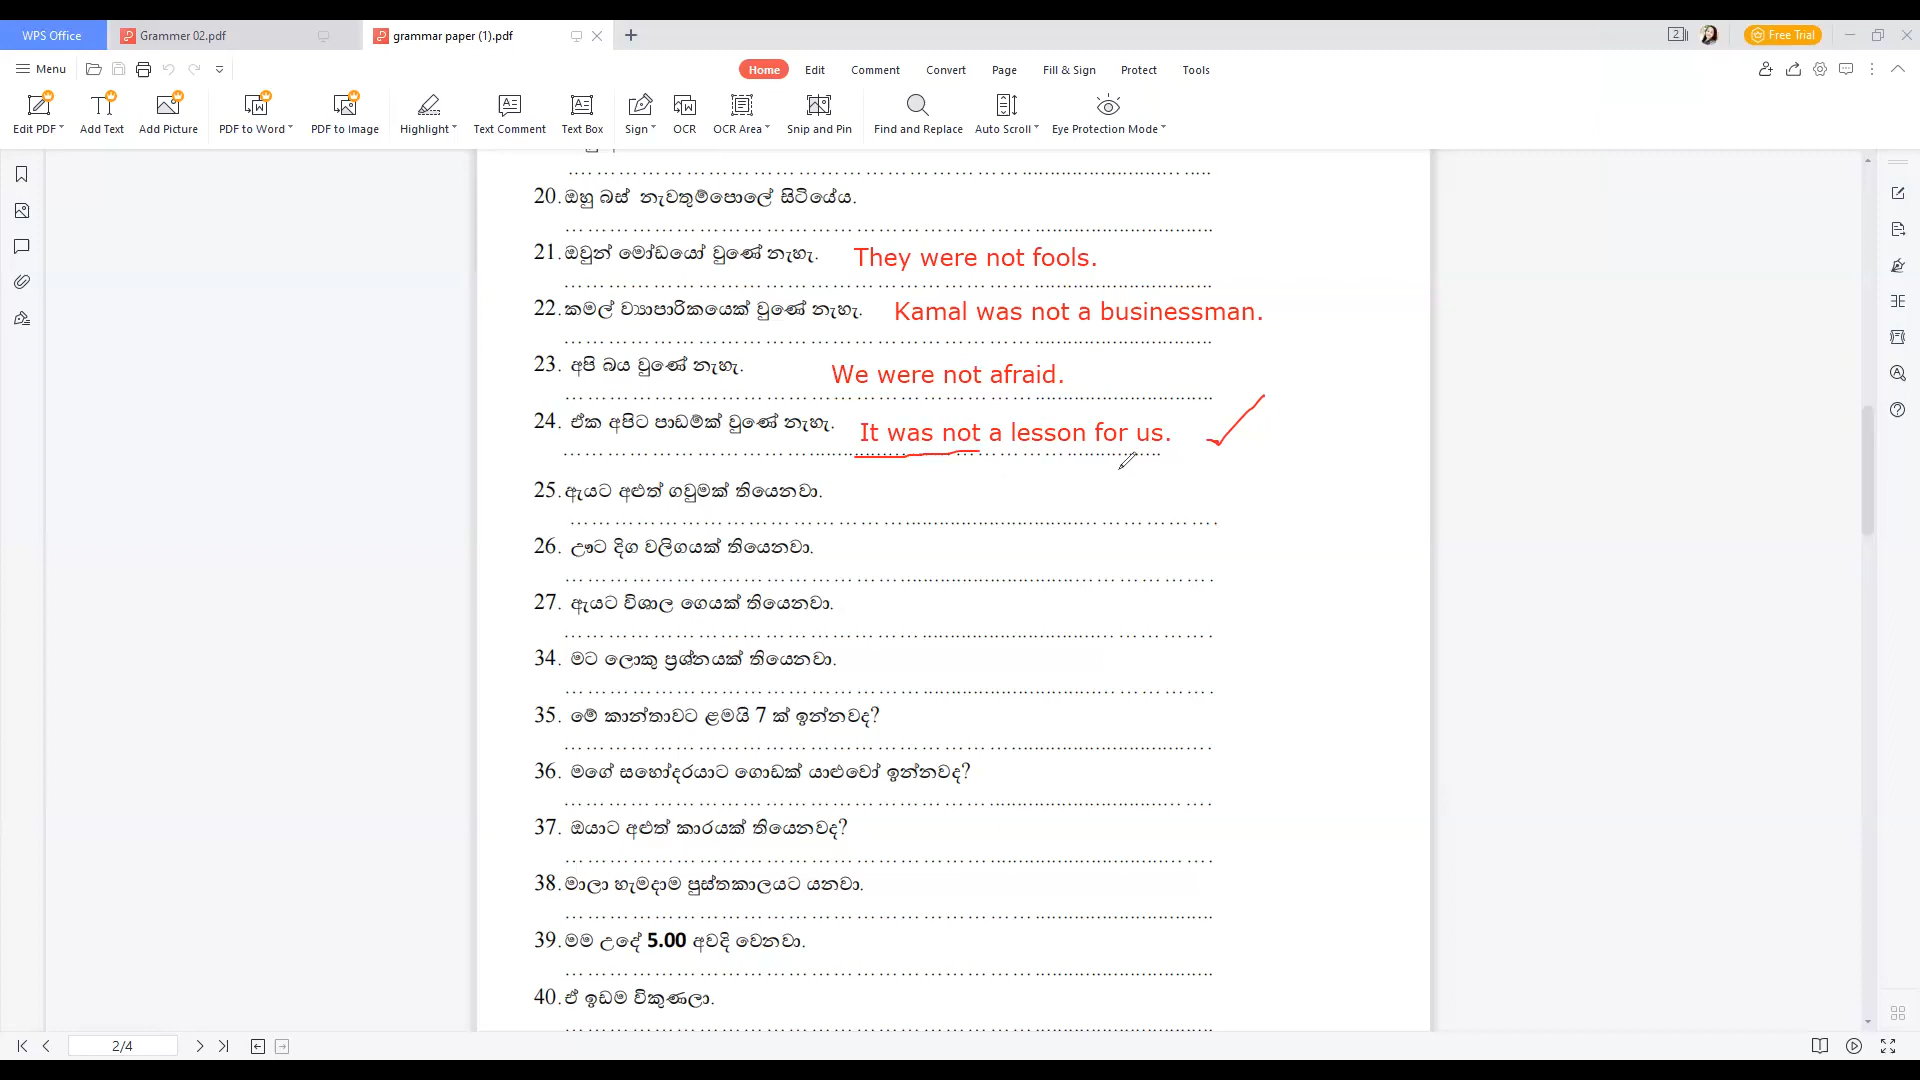 WPS Office
Grammer 02.pdf
grammar paper (1).pdf
2
Free Trial
Menu
Home Edit Comment Convert Page Fill & Sign Protect Tools
Edit PDF Add Text Add Picture PDF to Word PDF to Image Highlight Text Comment Text Box Sign OCR OCR Area Snip and Pin Find and Replace Auto Scroll Eye Protection Mode
20. ඔහු බස් නැවතුම්පොලේ සිටියේය.
21. ඔවුන් මෝඩයෝ වුණේ නැහැ. They were not fools.
22. කමල් ව්‍යාපාරිකයෙක් වුණේ නැහැ. Kamal was not a businessman.
23. අපි බය වුණේ නැහැ. We were not afraid.
24. ඒක අපිට පාඩමක් වුණේ නැහැ. It was not a lesson for us.
25. ඇයට අළුත් ගවුමක් තියෙනවා.
26. ඌට දිග වලිගයක් තියෙනවා.
27. ඇයට විශාල ගෙයක් තියෙනවා.
34. මට ලොකු ප්‍රශ්නයක් තියෙනවා.
35. මේ කාන්තාවට ළමයි 7 ක් ඉන්නවද?
36. මගේ සහෝදරයාට ගොඩක් යාළුවෝ ඉන්නවද?
37. ඔයාට අළුත් කාරයක් තියෙනවද?
38. මාලා හැමදාම පුස්තකාලයට යනවා.
39. මම උදේ 5.00 අවදි වෙනවා.
40. ඒ ඉඩම විකුණලා.
2/4